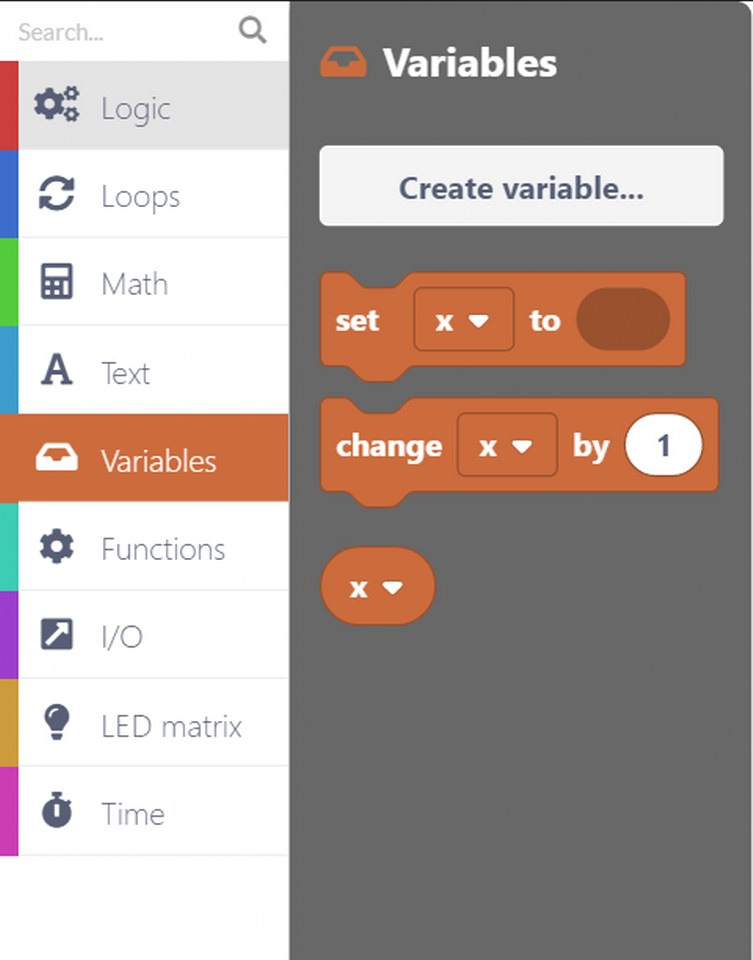 Search...
Logic
Loops
Math
Text
Variables
Functions
I/O
LED matrix
Time
Variables
Create variable...
set x to
change x by 1
x